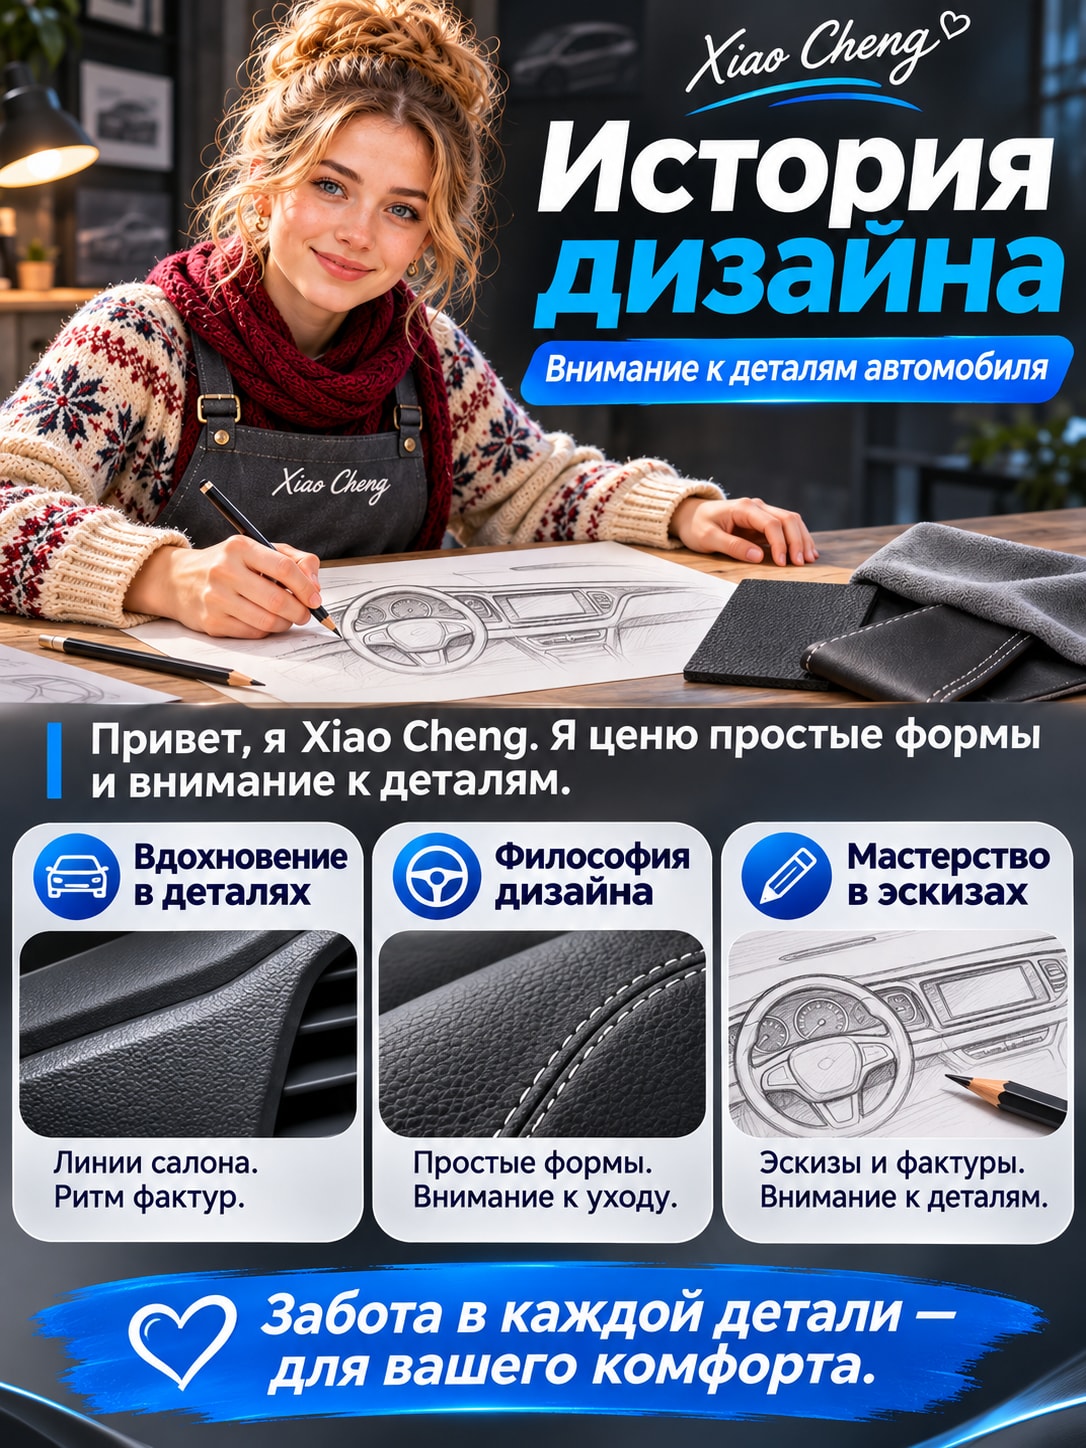 Xiao Cheng
История
дизайна
Внимание к деталям автомобиля
Xiao Cheng
Привет, я Xiao Cheng. Я ценю простые формы
и внимание к деталям.
Вдохновение
в деталях
Линии салона.
Ритм фактур.
Философия
дизайна
Простые формы.
Внимание к уходу.
Мастерство
в эскизах
Эскизы и фактуры.
Внимание к деталям.
Забота в каждой детали —
для вашего комфорта.